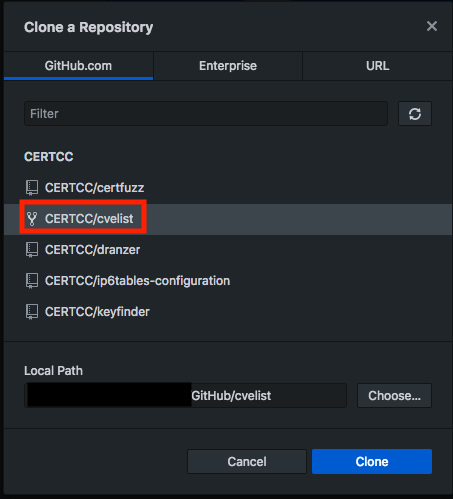 Clone a Repository
GitHub.com Enterprise URL
Filter
CERTCC
CERTCC/certfuzz
CERTCC/cvelist
CERTCC/dranzer
CERTCC/ip6tables-configuration
CERTCC/keyfinder
Local Path
GitHub/cvelist Choose...
Cancel Clone